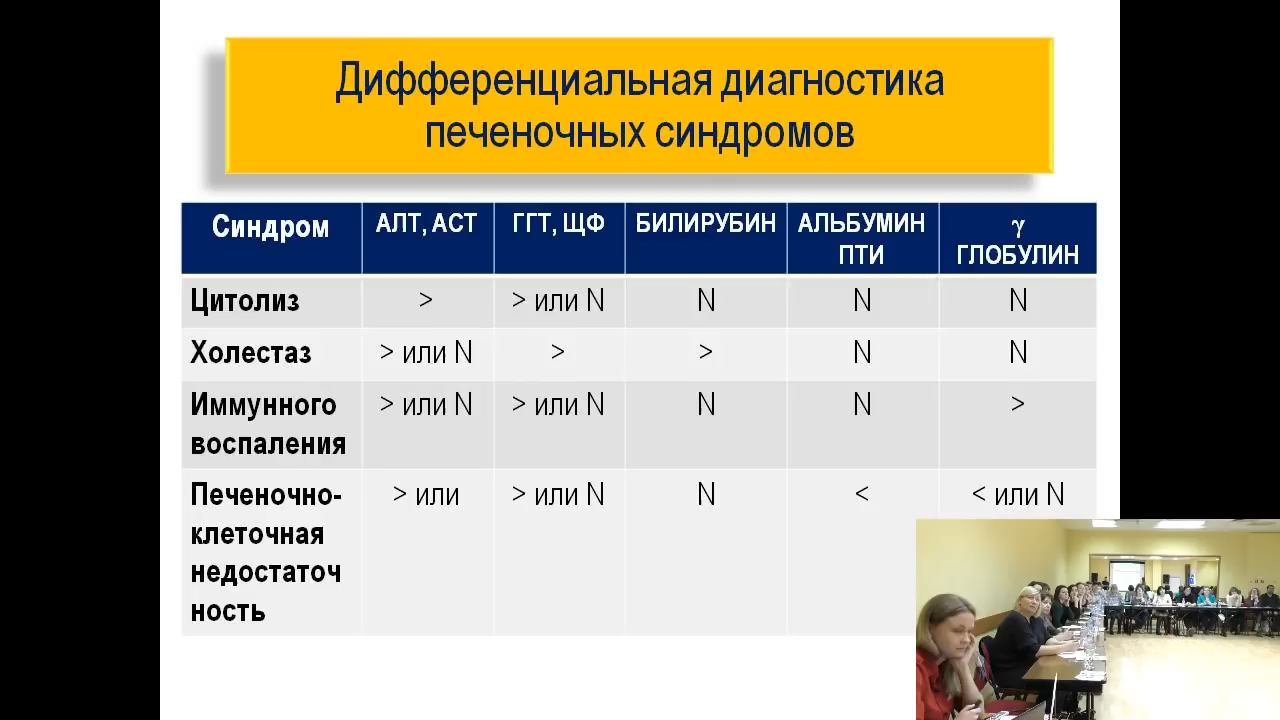 Дифференциальная диагностика
печеночных синдромов
Синдром АЛТ, АСТ ГГТ, ЩФ БИЛИРУБИН АЛЬБУМИН ПТИ γ ГЛОБУЛИН
Цитолиз > > или N N N N
Холестаз > или N > > N N
Иммунного воспаления > или N > или N N N >
Печеночно-
клеточная
недостаточ
ность > или > или N N < < или N